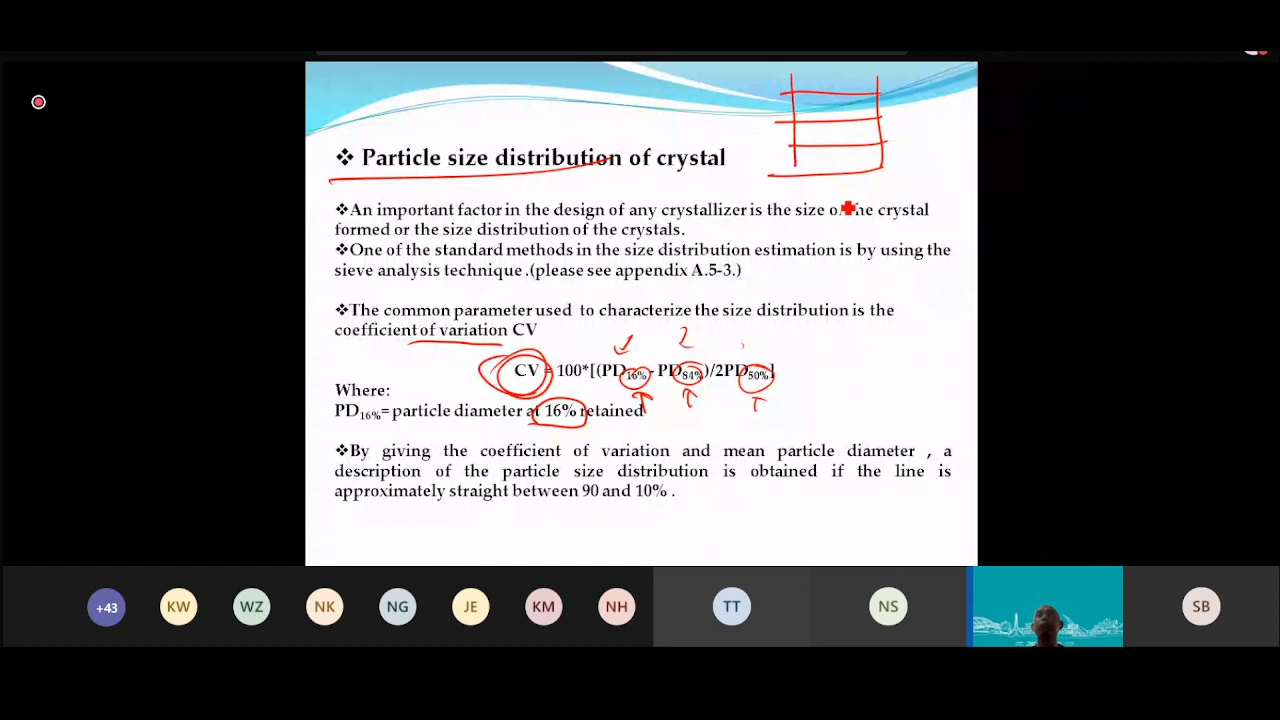 ❖ Particle size distribution of crystal
❖An important factor in the design of any crystallizer is the size of the crystal
formed or the size distribution of the crystals.
❖One of the standard methods in the size distribution estimation is by using the
sieve analysis technique .(please see appendix A.5-3.)
❖The common parameter used to characterize the size distribution is the
coefficient of variation CV
2
CV = 100*[(PD16%- PD84%)/2PD50%]
Where:
PD16%= particle diameter at 16% retained
❖By giving the coefficient of variation and mean particle diameter , a
description of the particle size distribution is obtained if the line is
approximately straight between 90 and 10% .
+43 KW WZ NK NG JE KM NH TT NS SB